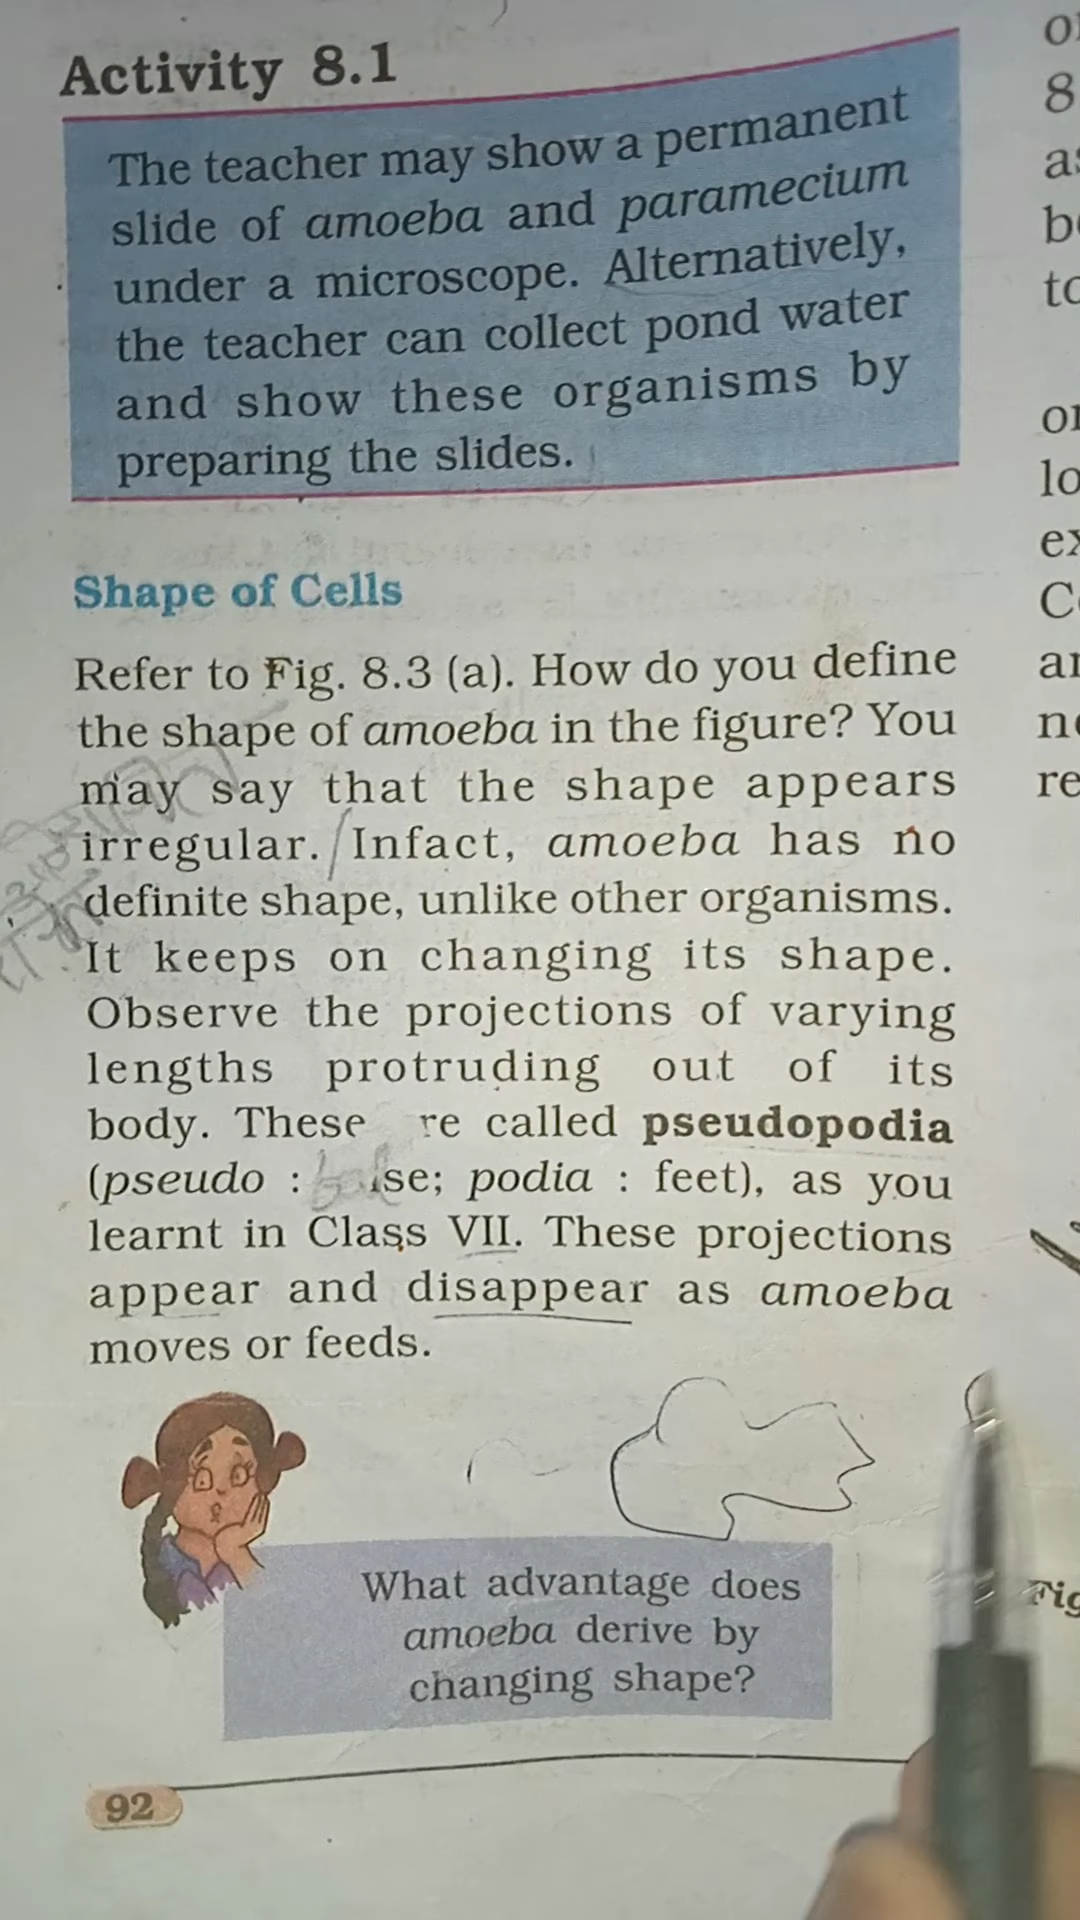 Activity 8.1
The teacher may show a permanent
slide of amoeba and paramecium
under a microscope. Alternatively,
the teacher can collect pond water
and show these organisms by
preparing the slides.
Shape of Cells
Refer to Fig. 8.3 (a). How do you define
the shape of amoeba in the figure? You
may say that the shape appears
irregular. Infact, amoeba has no
definite shape, unlike other organisms.
It keeps on changing its shape.
Observe the projections of varying
lengths protruding out of its
body. These re called pseudopodia
(pseudo : se; podia : feet), as you
learnt in Class VII. These projections
appear and disappear as amoeba
moves or feeds.
What advantage does
amoeba derive by
changing shape?
92
8
to
lo
re
Fig